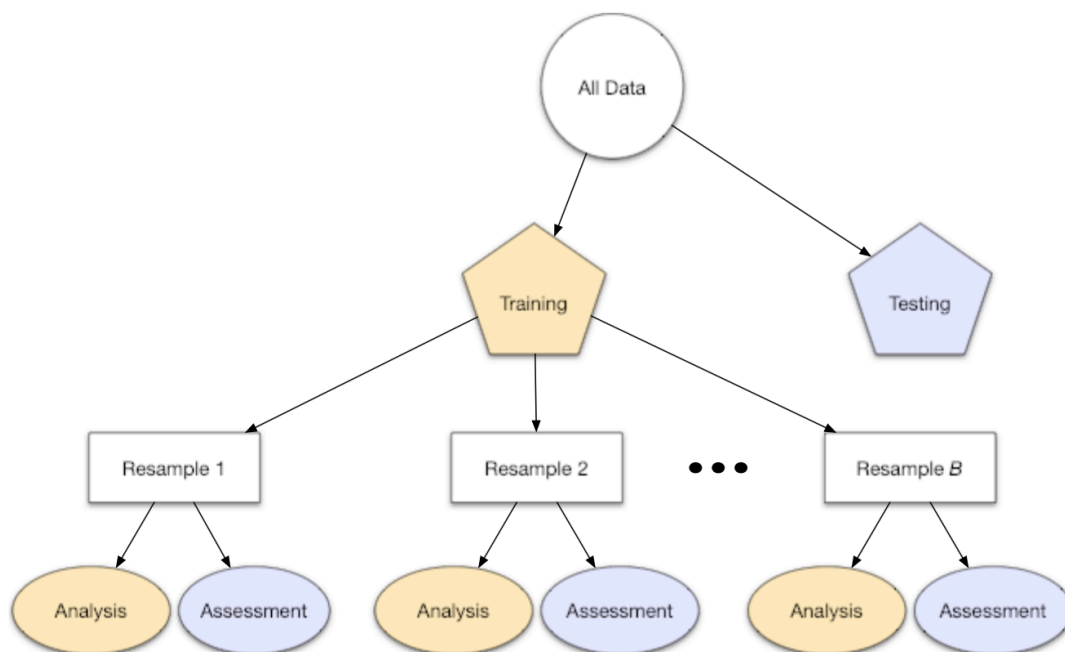 All Data
Training
Testing
Resample 1
Resample 2
Resample B
Analysis
Assessment
Analysis
Assessment
Analysis
Assessment